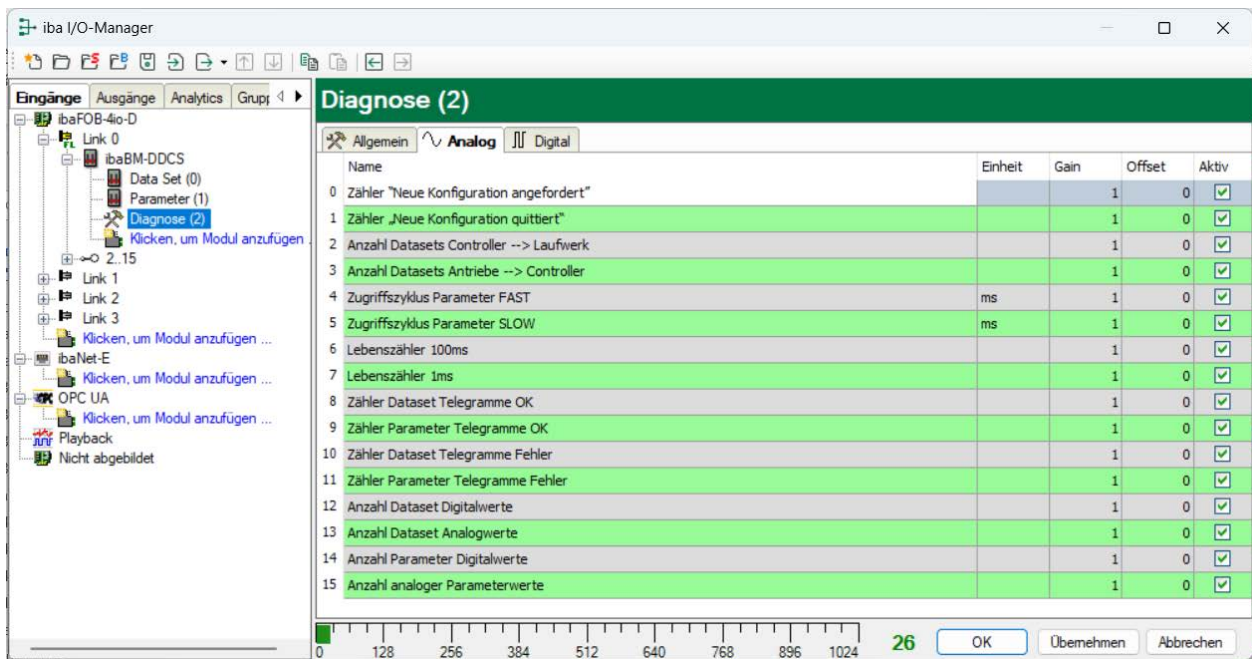 iba I/O-Manager
Eingänge Ausgänge Analytics Grup
ibaFOB-4io-D
Link 0
ibaBM-DDCS
Data Set (0)
Parameter (1)
Diagnose (2)
Klicken, um Modul anzufügen .
2..15
Link 1
Link 2
Link 3
Klicken, um Modul anzufügen ...
ibaNet-E
Klicken, um Modul anzufügen ...
OPC UA
Klicken, um Modul anzufügen ...
Playback
Nicht abgebildet
Diagnose (2)
Allgemein Analog Digital
Name Einheit Gain Offset Aktiv
0 Zähler "Neue Konfiguration angefordert" 1 0
1 Zähler „Neue Konfiguration quittiert" 1 0
2 Anzahl Datasets Controller --> Laufwerk 1 0
3 Anzahl Datasets Antriebe --> Controller 1 0
4 Zugriffszyklus Parameter FAST ms 1 0
5 Zugriffszyklus Parameter SLOW ms 1 0
6 Lebenszähler 100ms 1 0
7 Lebenszähler 1ms 1 0
8 Zähler Dataset Telegramme OK 1 0
9 Zähler Parameter Telegramme OK 1 0
10 Zähler Dataset Telegramme Fehler 1 0
11 Zähler Parameter Telegramme Fehler 1 0
12 Anzahl Dataset Digitalwerte 1 0
13 Anzahl Dataset Analogwerte 1 0
14 Anzahl Parameter Digitalwerte 1 0
15 Anzahl analoger Parameterwerte 1 0
0 128 256 384 512 640 768 896 1024 26 OK Übernehmen Abbrechen